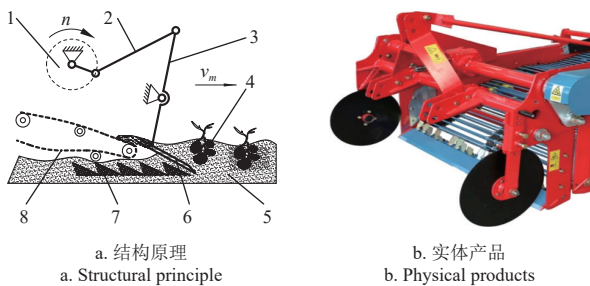 1
n
2
3
v_m
4
8
7
6
5
a. 结构原理
a. Structural principle
b. 实体产品
b. Physical products